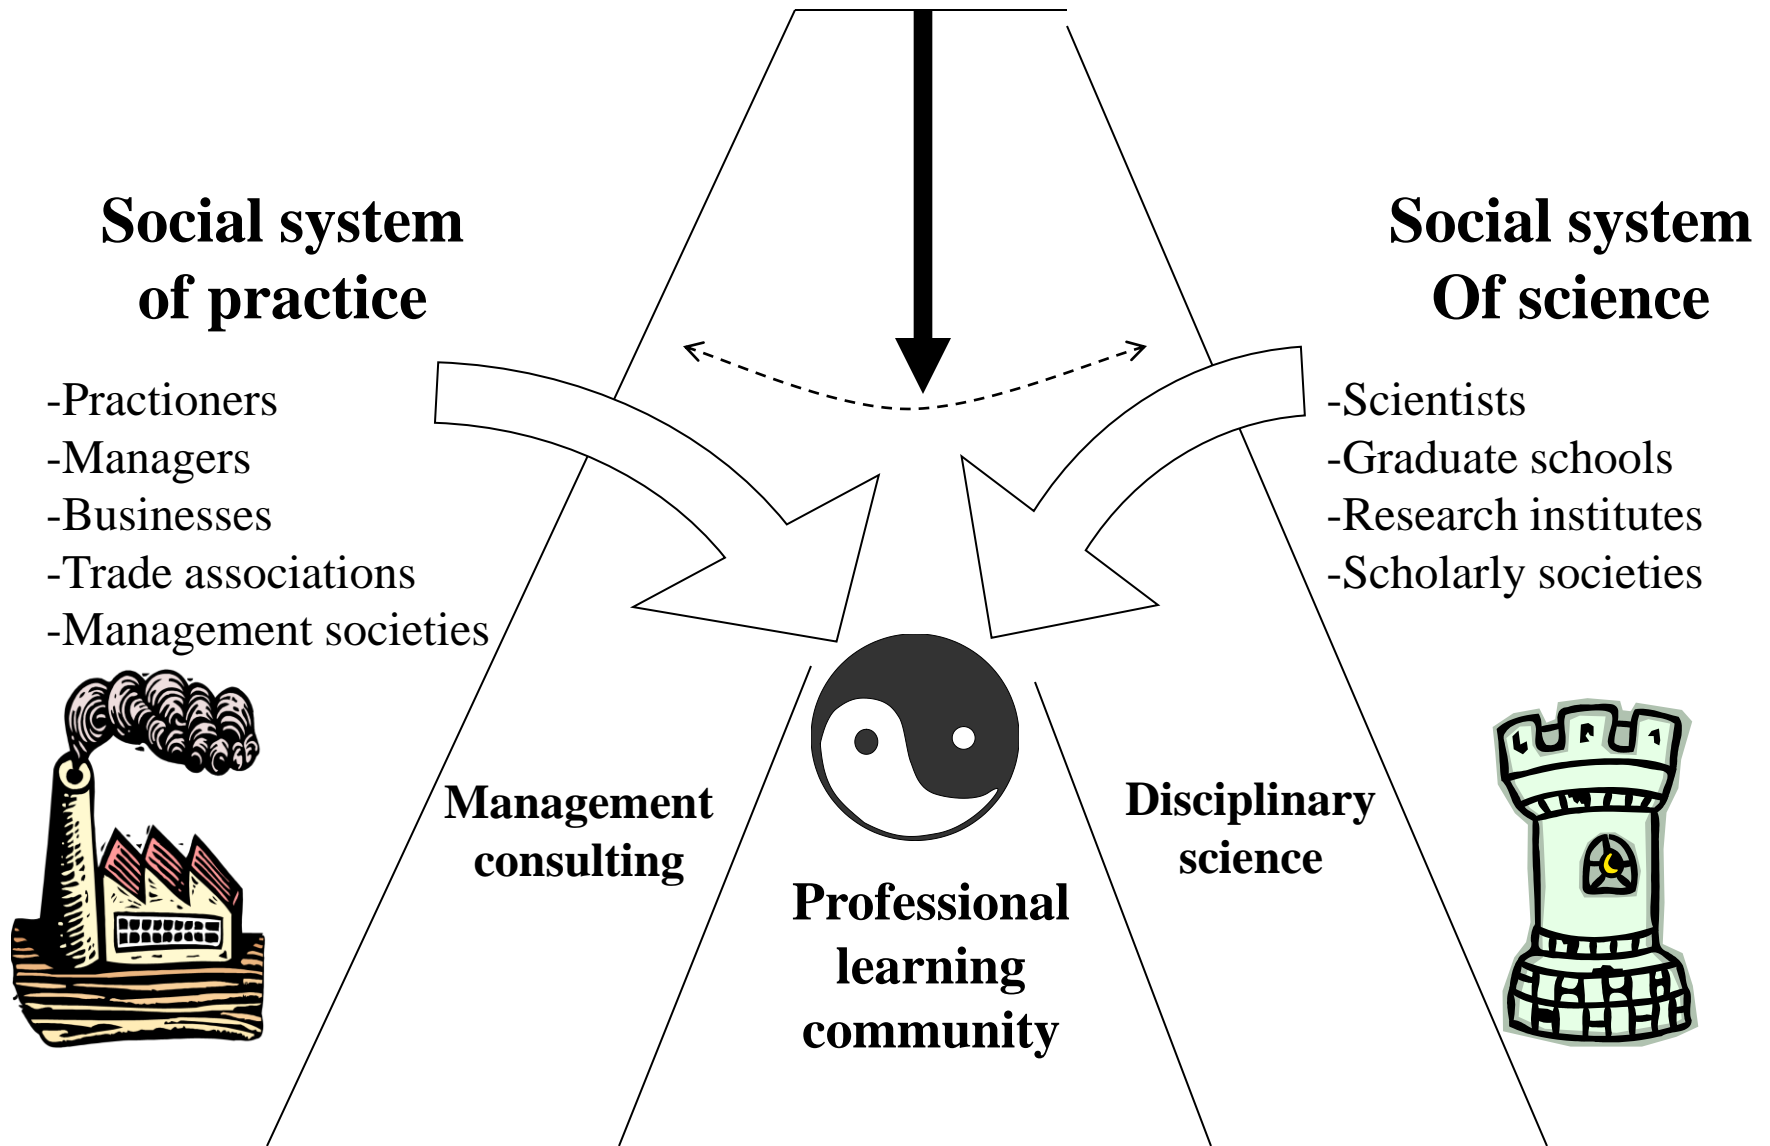 Social system
of practice
-Practioners
-Managers
-Businesses
-Trade associations
-Management societies
Social system
Of science
-Scientists
-Graduate schools
-Research institutes
-Scholarly societies
Management
consulting
Professional
learning
community
Disciplinary
science